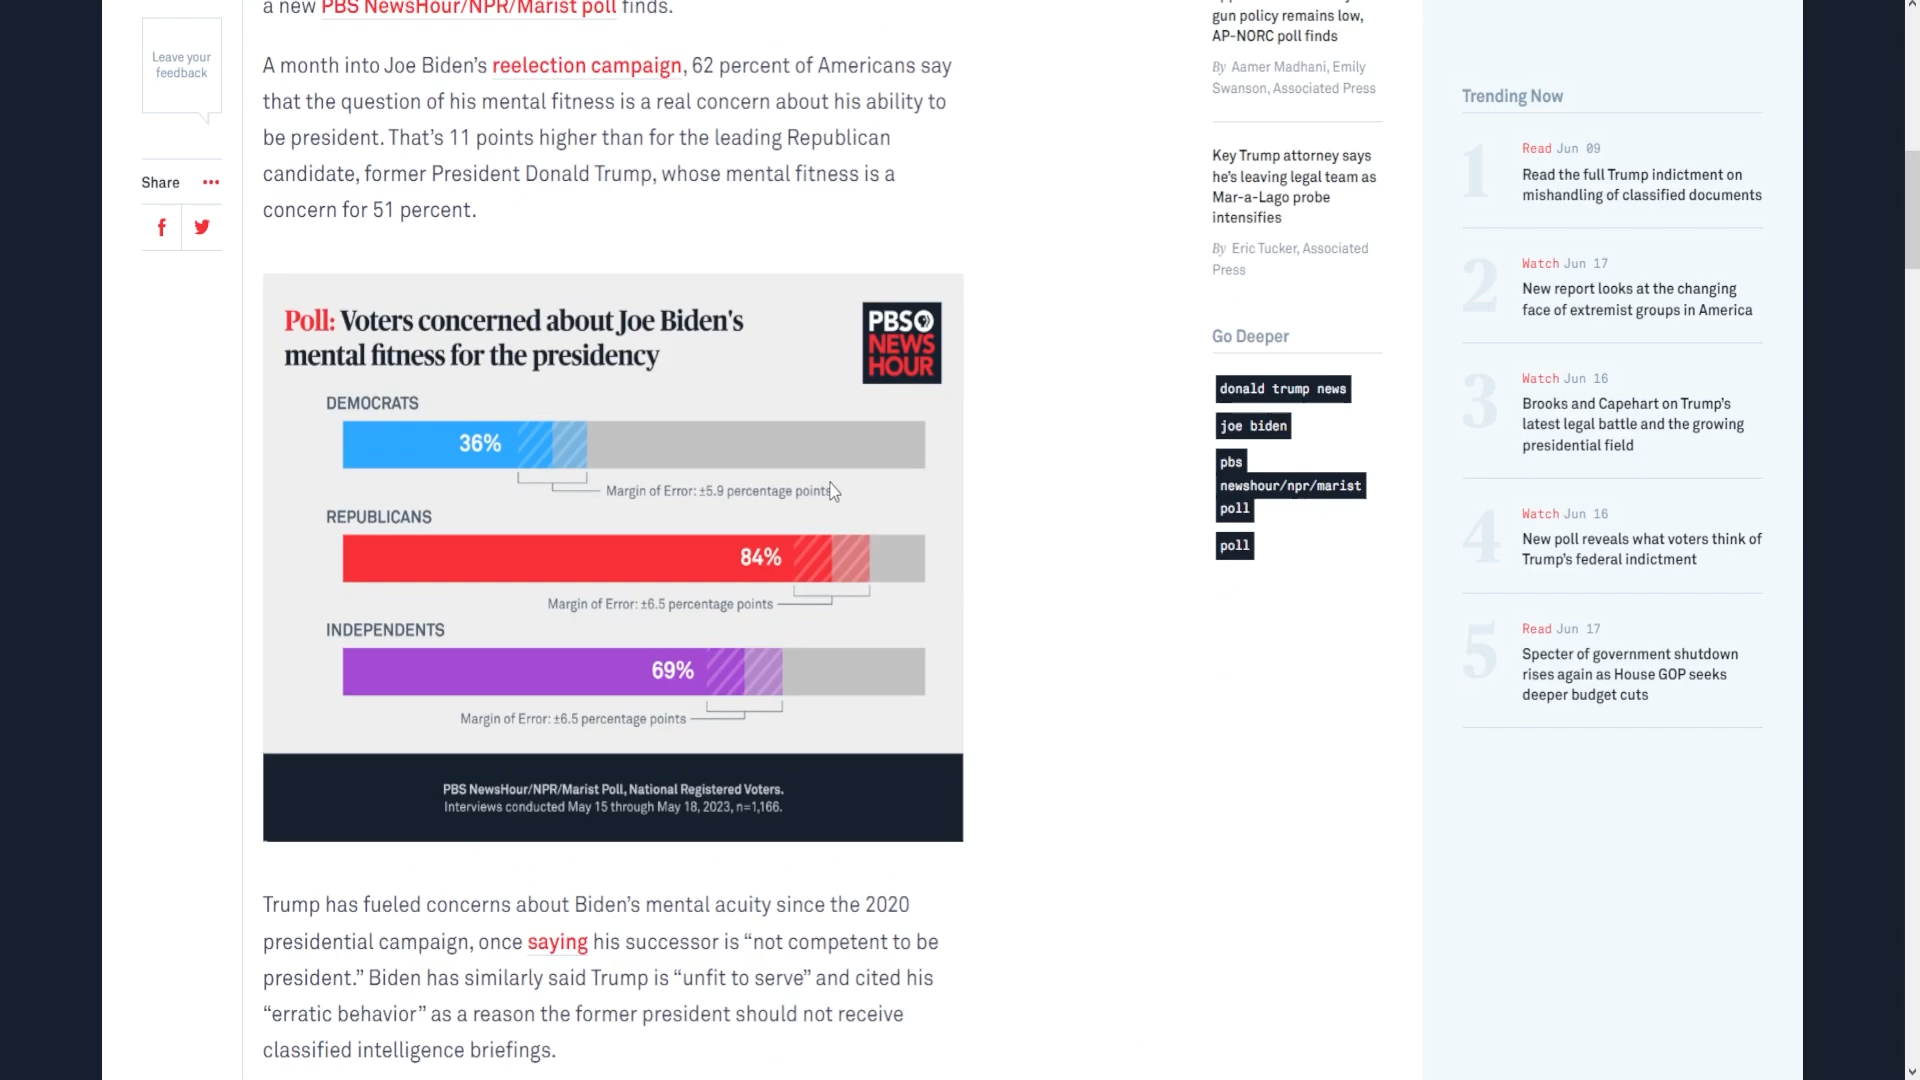 a new PBS NewsHour/NPR/Marist poll finds.
Leave your
feedback
Share
A month into Joe Biden's reelection campaign, 62 percent of Americans say
that the question of his mental fitness is a real concern about his ability to
be president. That's 11 points higher than for the leading Republican
candidate, former President Donald Trump, whose mental fitness is a
concern for 51 percent.
Poll: Voters concerned about Joe Biden's
mental fitness for the presidency
PBS
NEWS
HOUR
DEMOCRATS
36%
Margin of Error: ±5.9 percentage points
REPUBLICANS
84%
Margin of Error: ±6.5 percentage points
INDEPENDENTS
69%
Margin of Error: ±6.5 percentage points
PBS NewsHour/NPR/Marist Poll, National Registered Voters.
Interviews conducted May 15 through May 18, 2023, n=1,166.
Trump has fueled concerns about Biden's mental acuity since the 2020
presidential campaign, once saying his successor is “not competent to be
president.” Biden has similarly said Trump is “unfit to serve” and cited his
“erratic behavior” as a reason the former president should not receive
classified intelligence briefings.
gun policy remains low,
AP-NORC poll finds
By Aamer Madhani, Emily
Swanson, Associated Press
Key Trump attorney says
he's leaving legal team as
Mar-a-Lago probe
intensifies
By Eric Tucker, Associated
Press
Go Deeper
donald trump news
joe biden
pbs
newshour/npr/marist
poll
poll
Trending Now
1
Read Jun 09
Read the full Trump indictment on
mishandling of classified documents
2
Watch Jun 17
New report looks at the changing
face of extremist groups in America
3
Watch Jun 16
Brooks and Capehart on Trump's
latest legal battle and the growing
presidential field
4
Watch Jun 16
New poll reveals what voters think of
Trump's federal indictment
5
Read Jun 17
Specter of government shutdown
rises again as House GOP seeks
deeper budget cuts